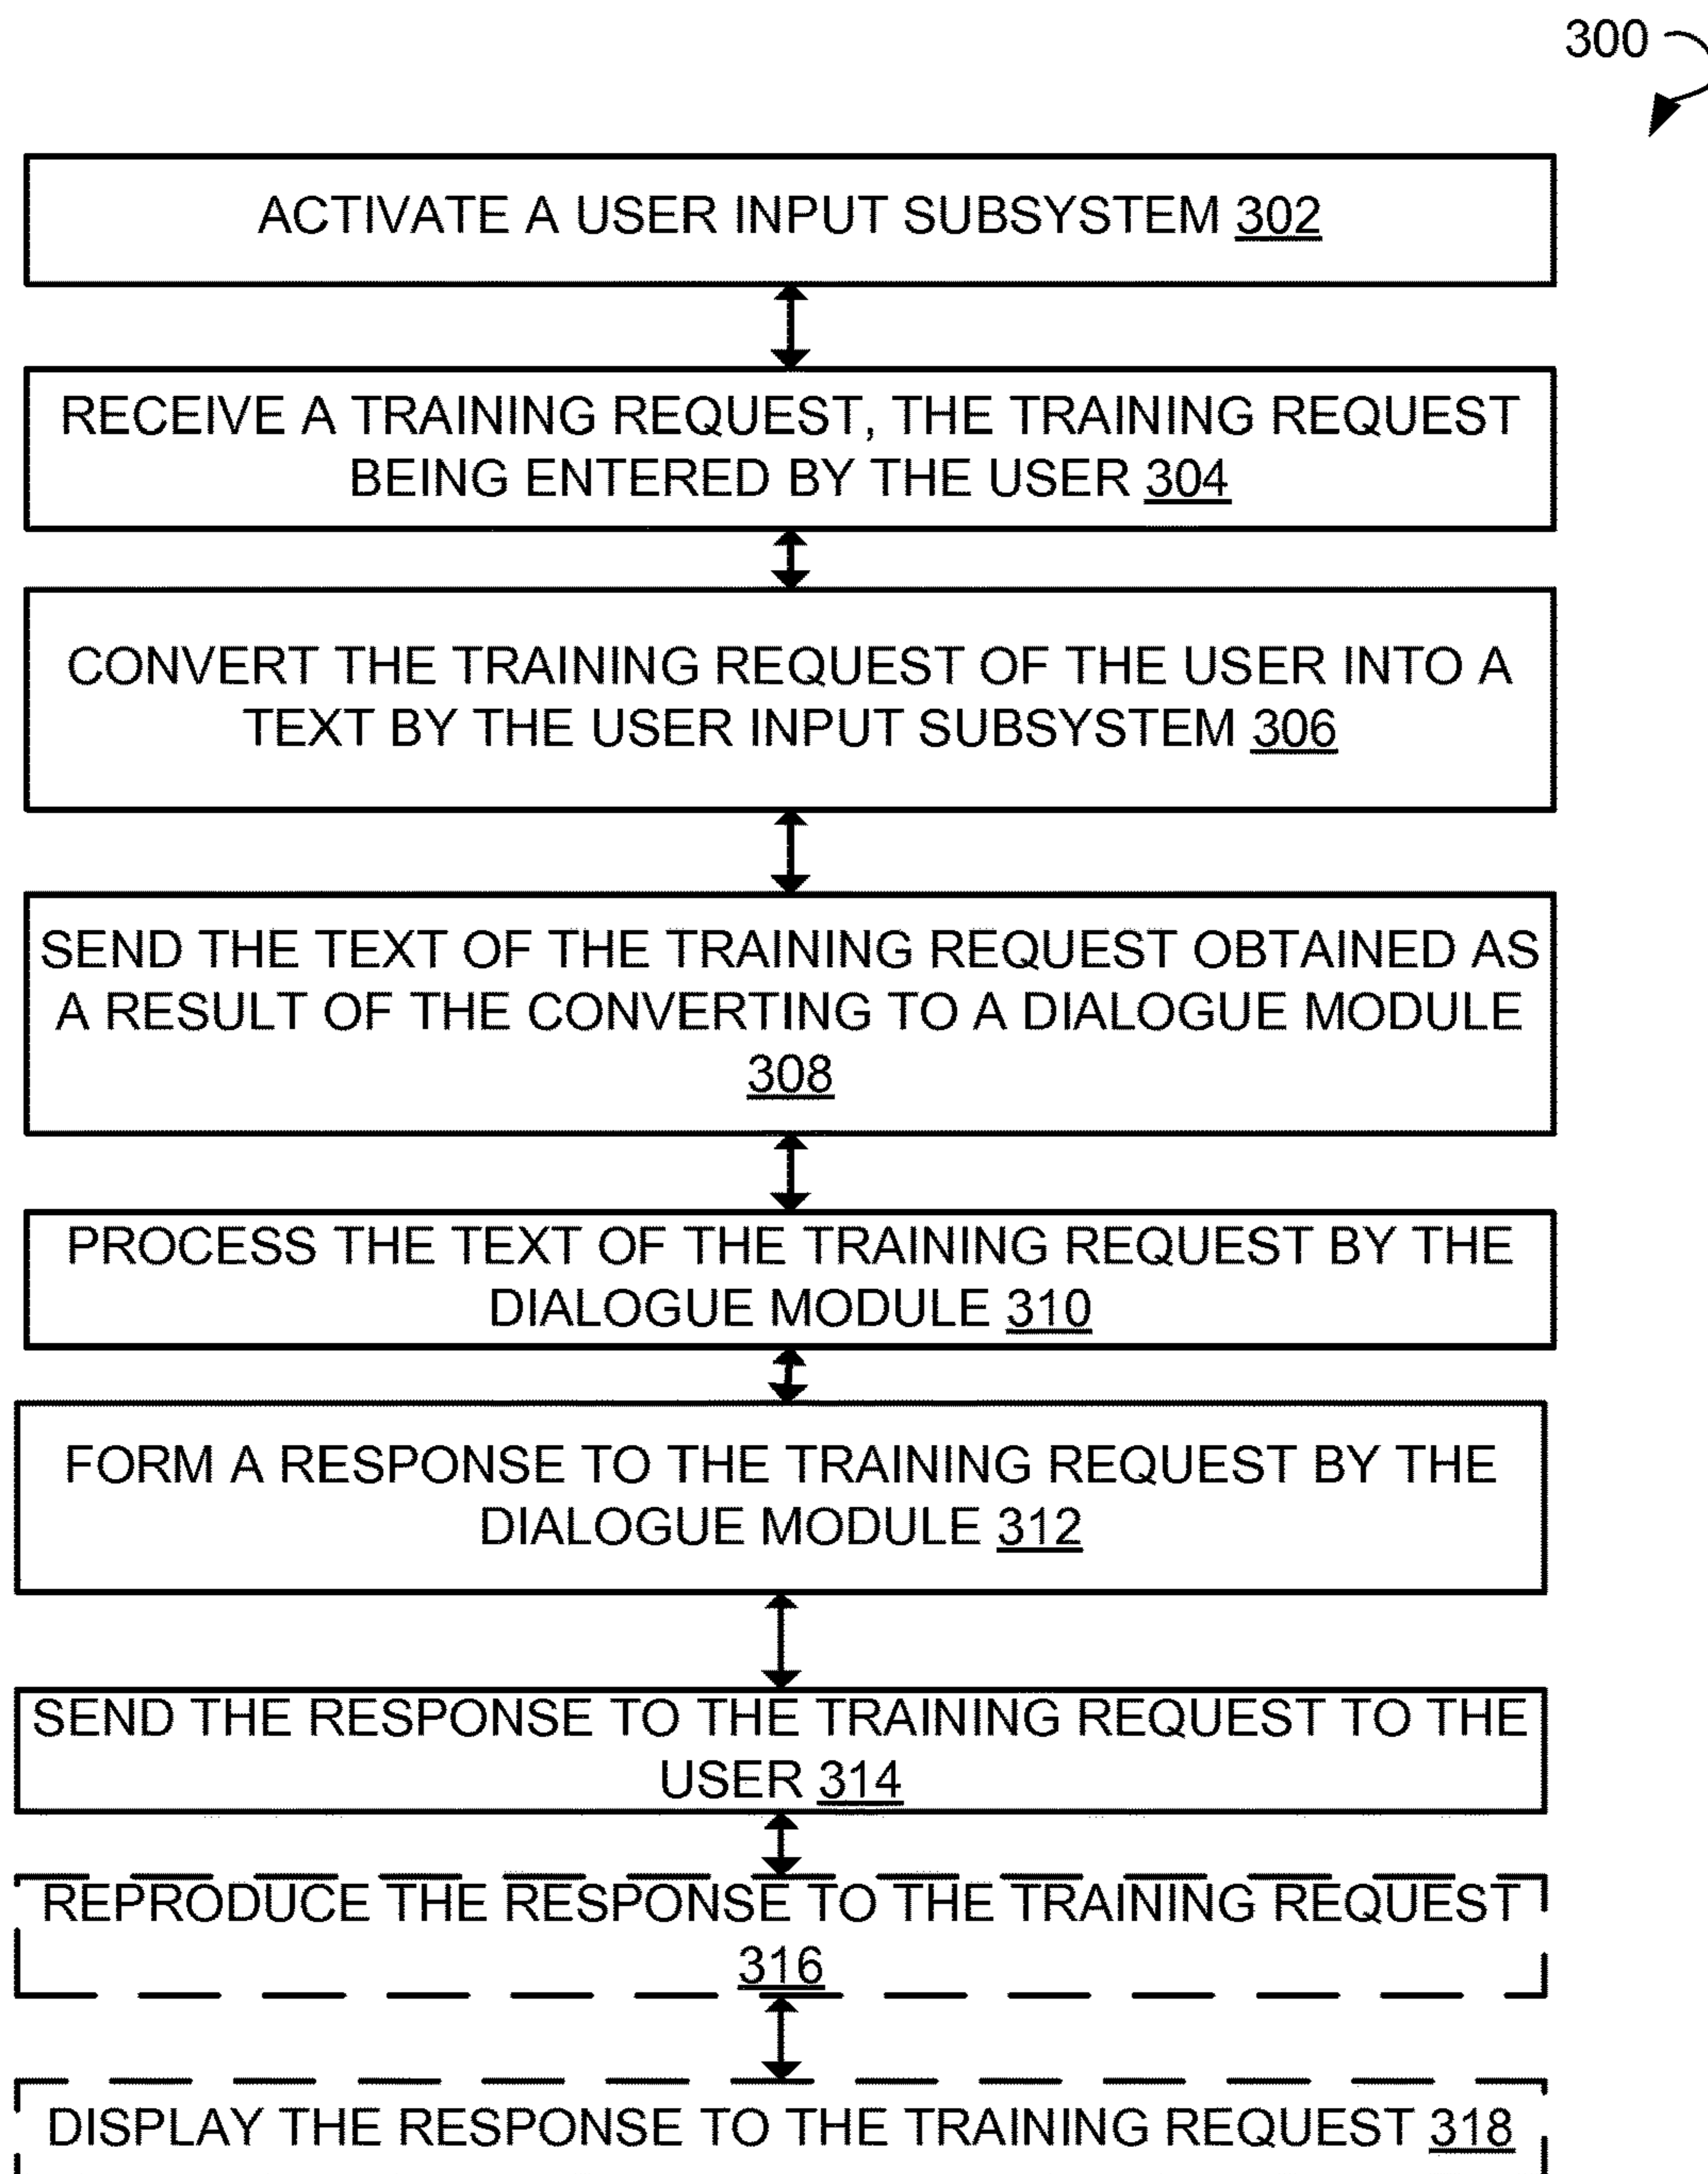 300
ACTIVATE A USER INPUT SUBSYSTEM 302
RECEIVE A TRAINING REQUEST, THE TRAINING REQUEST
BEING ENTERED BY THE USER 304
CONVERT THE TRAINING REQUEST OF THE USER INTO A
TEXT BY THE USER INPUT SUBSYSTEM 306
SEND THE TEXT OF THE TRAINING REQUEST OBTAINED AS
A RESULT OF THE CONVERTING TO A DIALOGUE MODULE
308
PROCESS THE TEXT OF THE TRAINING REQUEST BY THE
DIALOGUE MODULE 310
FORM A RESPONSE TO THE TRAINING REQUEST BY THE
DIALOGUE MODULE 312
SEND THE RESPONSE TO THE TRAINING REQUEST TO THE
USER 314
REPRODUCE THE RESPONSE TO THE TRAINING REQUEST
316
DISPLAY THE RESPONSE TO THE TRAINING REQUEST 318